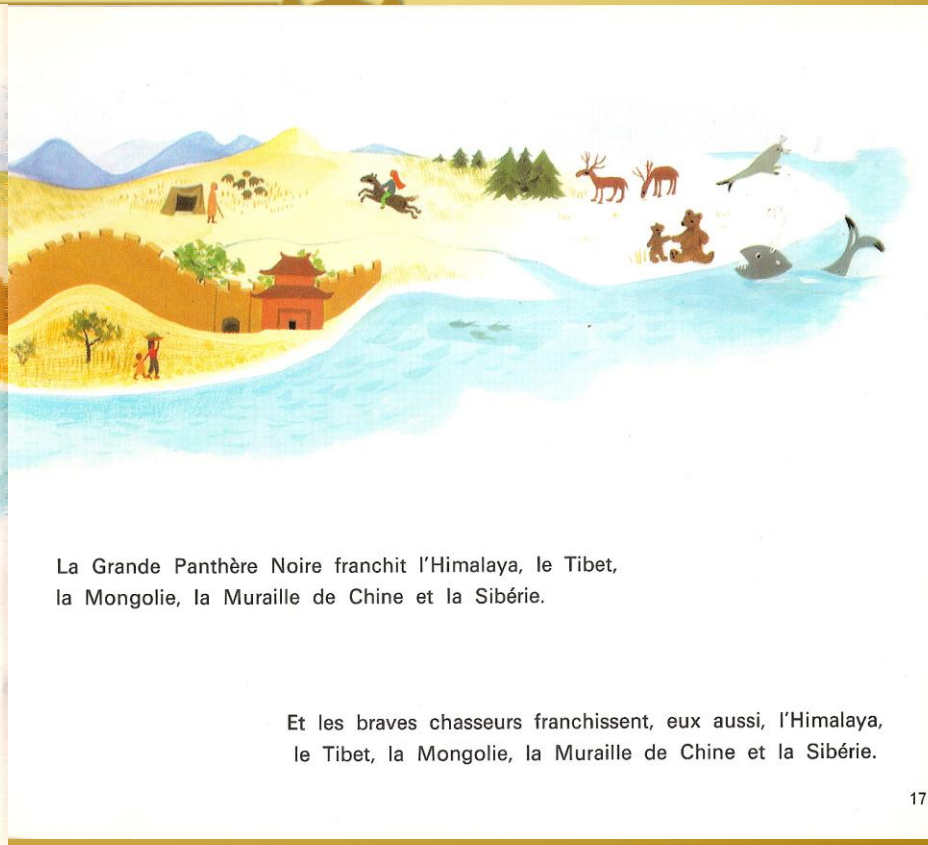 La Grande Panthère Noire franchit l'Himalaya, le Tibet,
la Mongolie, la Muraille de Chine et la Sibérie.
Et les braves chasseurs franchissent, eux aussi, l'Himalaya,
le Tibet, la Mongolie, la Muraille de Chine et la Sibérie.
17